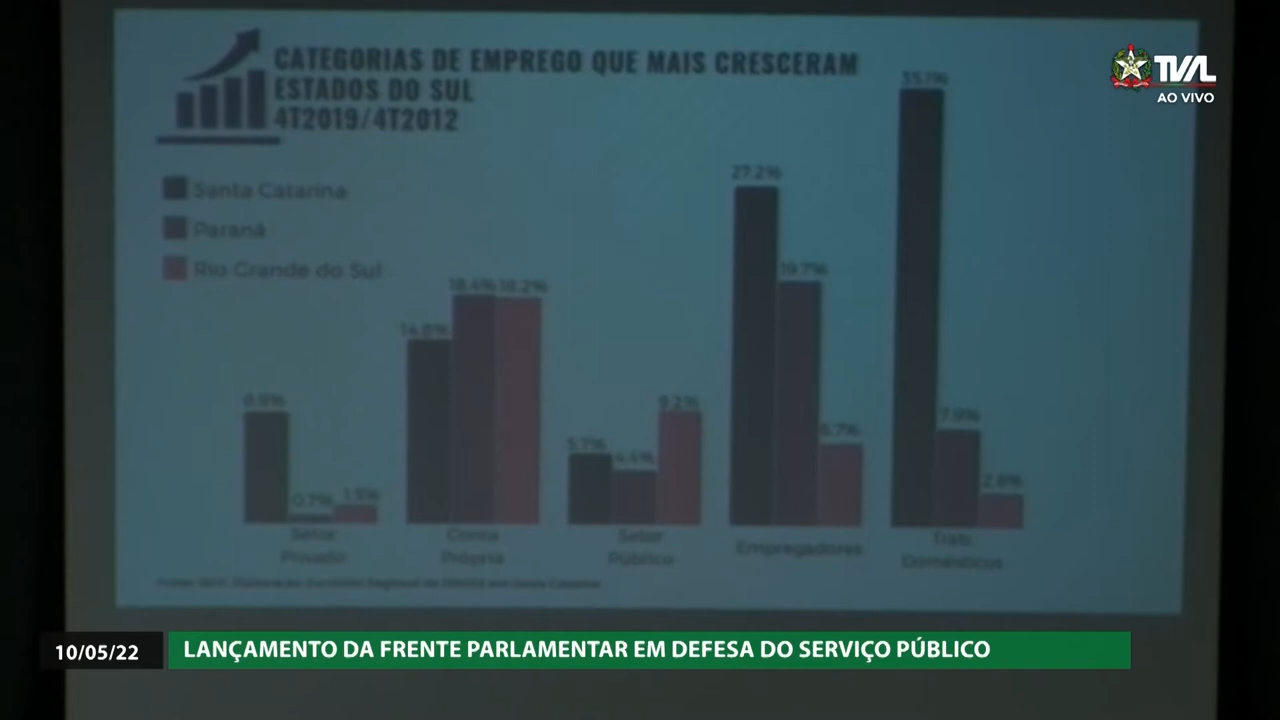 CATEGORIAS DE EMPREGO QUE MAIS CRESCERAM
ESTADOS DO SUL
4T2019/4T2012
TVAL
AO VIVO
Santa Catarina
Paraná
Rio Grande do Sul
35.1%
27.2%
19.7%
18.4% 18.2%
14.8%
9.2%
5.7%
4.4%
6.7%
7.9%
2.8%
0.7% 1.5%
Setor
Privado
Conta
Própria
Setor
Público
Empregadores
Trab.
Domésticos
10/05/22
LANÇAMENTO DA FRENTE PARLAMENTAR EM DEFESA DO SERVIÇO PÚBLICO